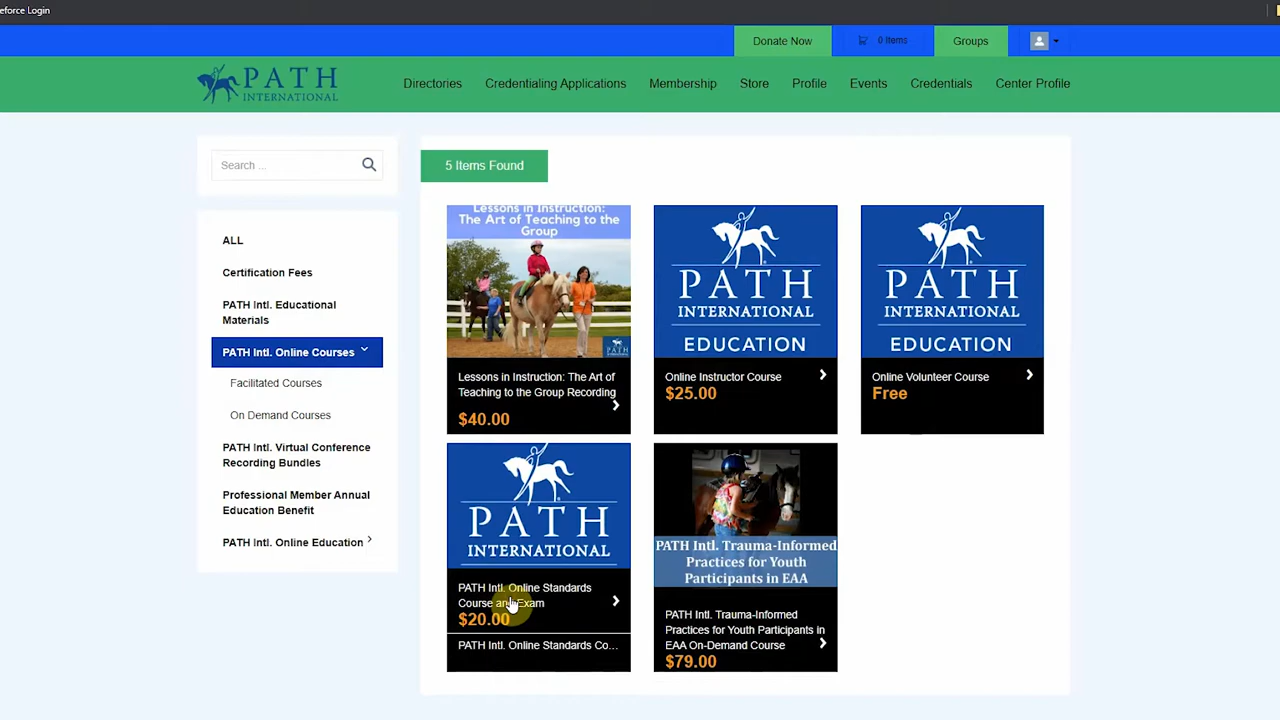 eforce Login
Donate Now
0 Items
Groups
PATH
INTERNATIONAL
Directories
Credentialing Applications
Membership
Store
Profile
Events
Credentials
Center Profile
Search ...
ALL
Certification Fees
PATH Intl. Educational
Materials
PATH Intl. Online Courses
Facilitated Courses
On Demand Courses
PATH Intl. Virtual Conference
Recording Bundles
Professional Member Annual
Education Benefit
PATH Intl. Online Education
5 Items Found
Lessons in Instruction:
The Art of Teaching to the
Group
PATH
Lessons in Instruction: The Art of
Teaching to the Group Recording
$40.00
PATH
INTERNATIONAL
EDUCATION
Online Instructor Course
$25.00
PATH
INTERNATIONAL
EDUCATION
Online Volunteer Course
Free
PATH
INTERNATIONAL
PATH Intl. Online Standards
Course and Exam
$20.00
PATH Intl. Online Standards Co...
PATH Intl. Trauma-Informed
Practices for Youth
Participants in EAA
PATH Intl. Trauma-Informed
Practices for Youth Participants in
EAA On-Demand Course
$79.00